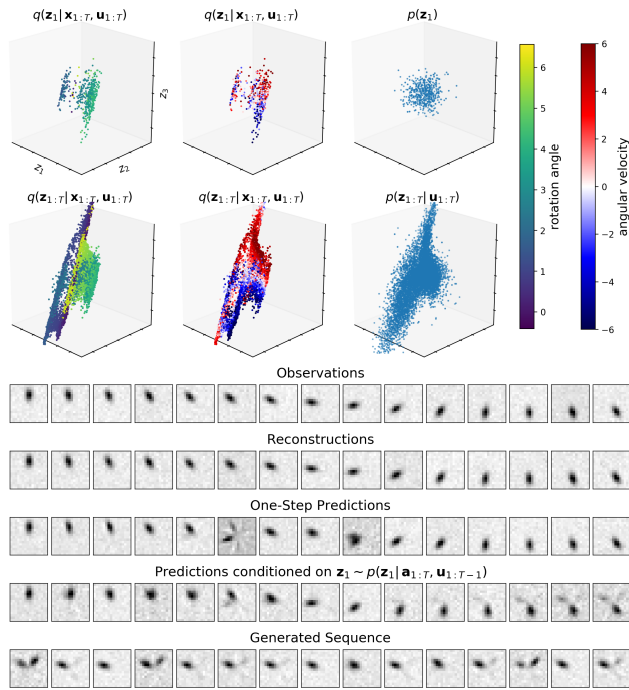 q(z₁|x₁:T, u₁:T)
q(z₁|x₁:T, u₁:T)
p(z₁)
z₁
z₂
z₃
q(z₁:T|x₁:T, u₁:T)
q(z₁:T|x₁:T, u₁:T)
p(z₁:T|u₁:T)
6
5
4
3
2
1
0
rotation angle
6
4
2
0
−2
−4
−6
angular velocity
Observations
Reconstructions
One-Step Predictions
Predictions conditioned on z₁ ~ p(z₁|a₁:T, u₁:T−1)
Generated Sequence